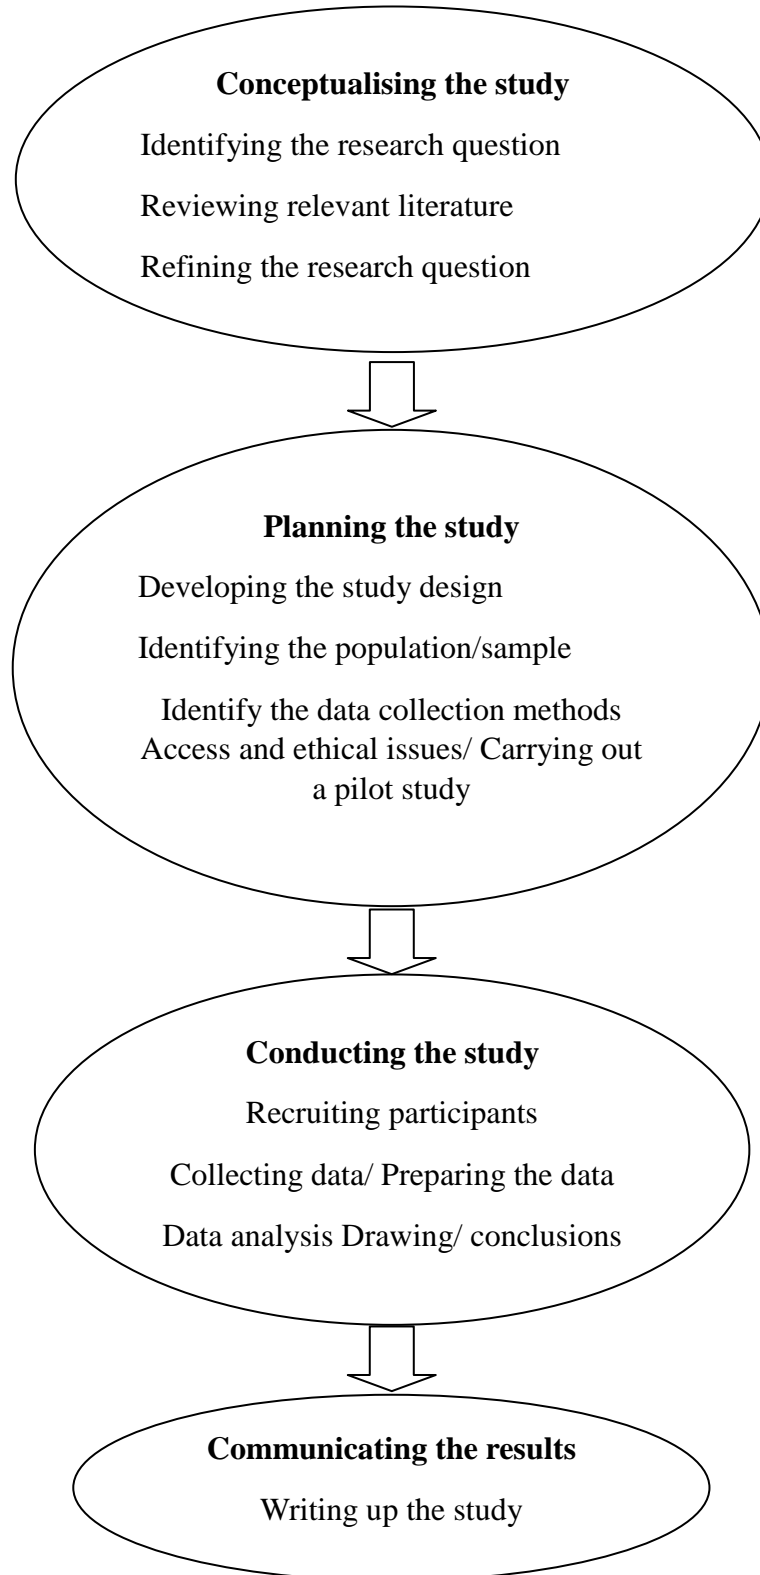 Conceptualising the study
Identifying the research question
Reviewing relevant literature
Refining the research question
Planning the study
Developing the study design
Identifying the population/sample
Identify the data collection methods
Access and ethical issues/ Carrying out
a pilot study
Conducting the study
Recruiting participants
Collecting data/ Preparing the data
Data analysis Drawing/ conclusions
Communicating the results
Writing up the study